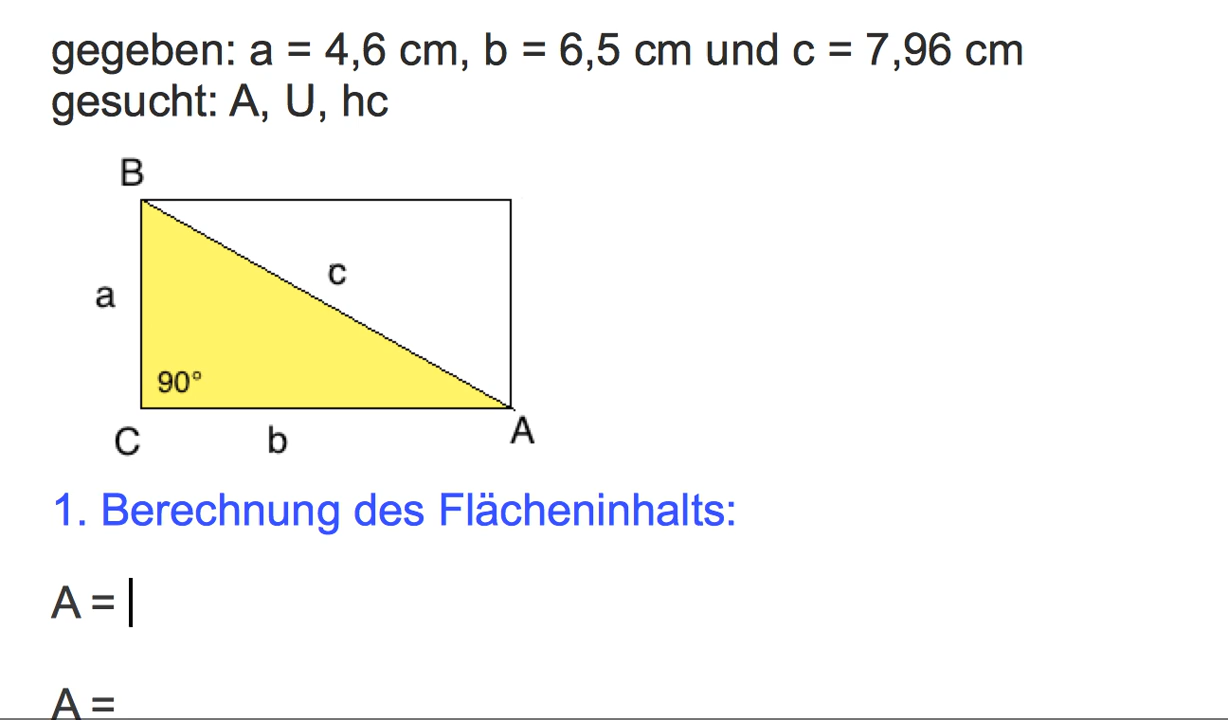 gegeben: a = 4,6 cm, b = 6,5 cm und c = 7,96 cm
gesucht: A, U, hc
B
c
a
90°
C
b
A
1. Berechnung des Flächeninhalts:
A =
A =